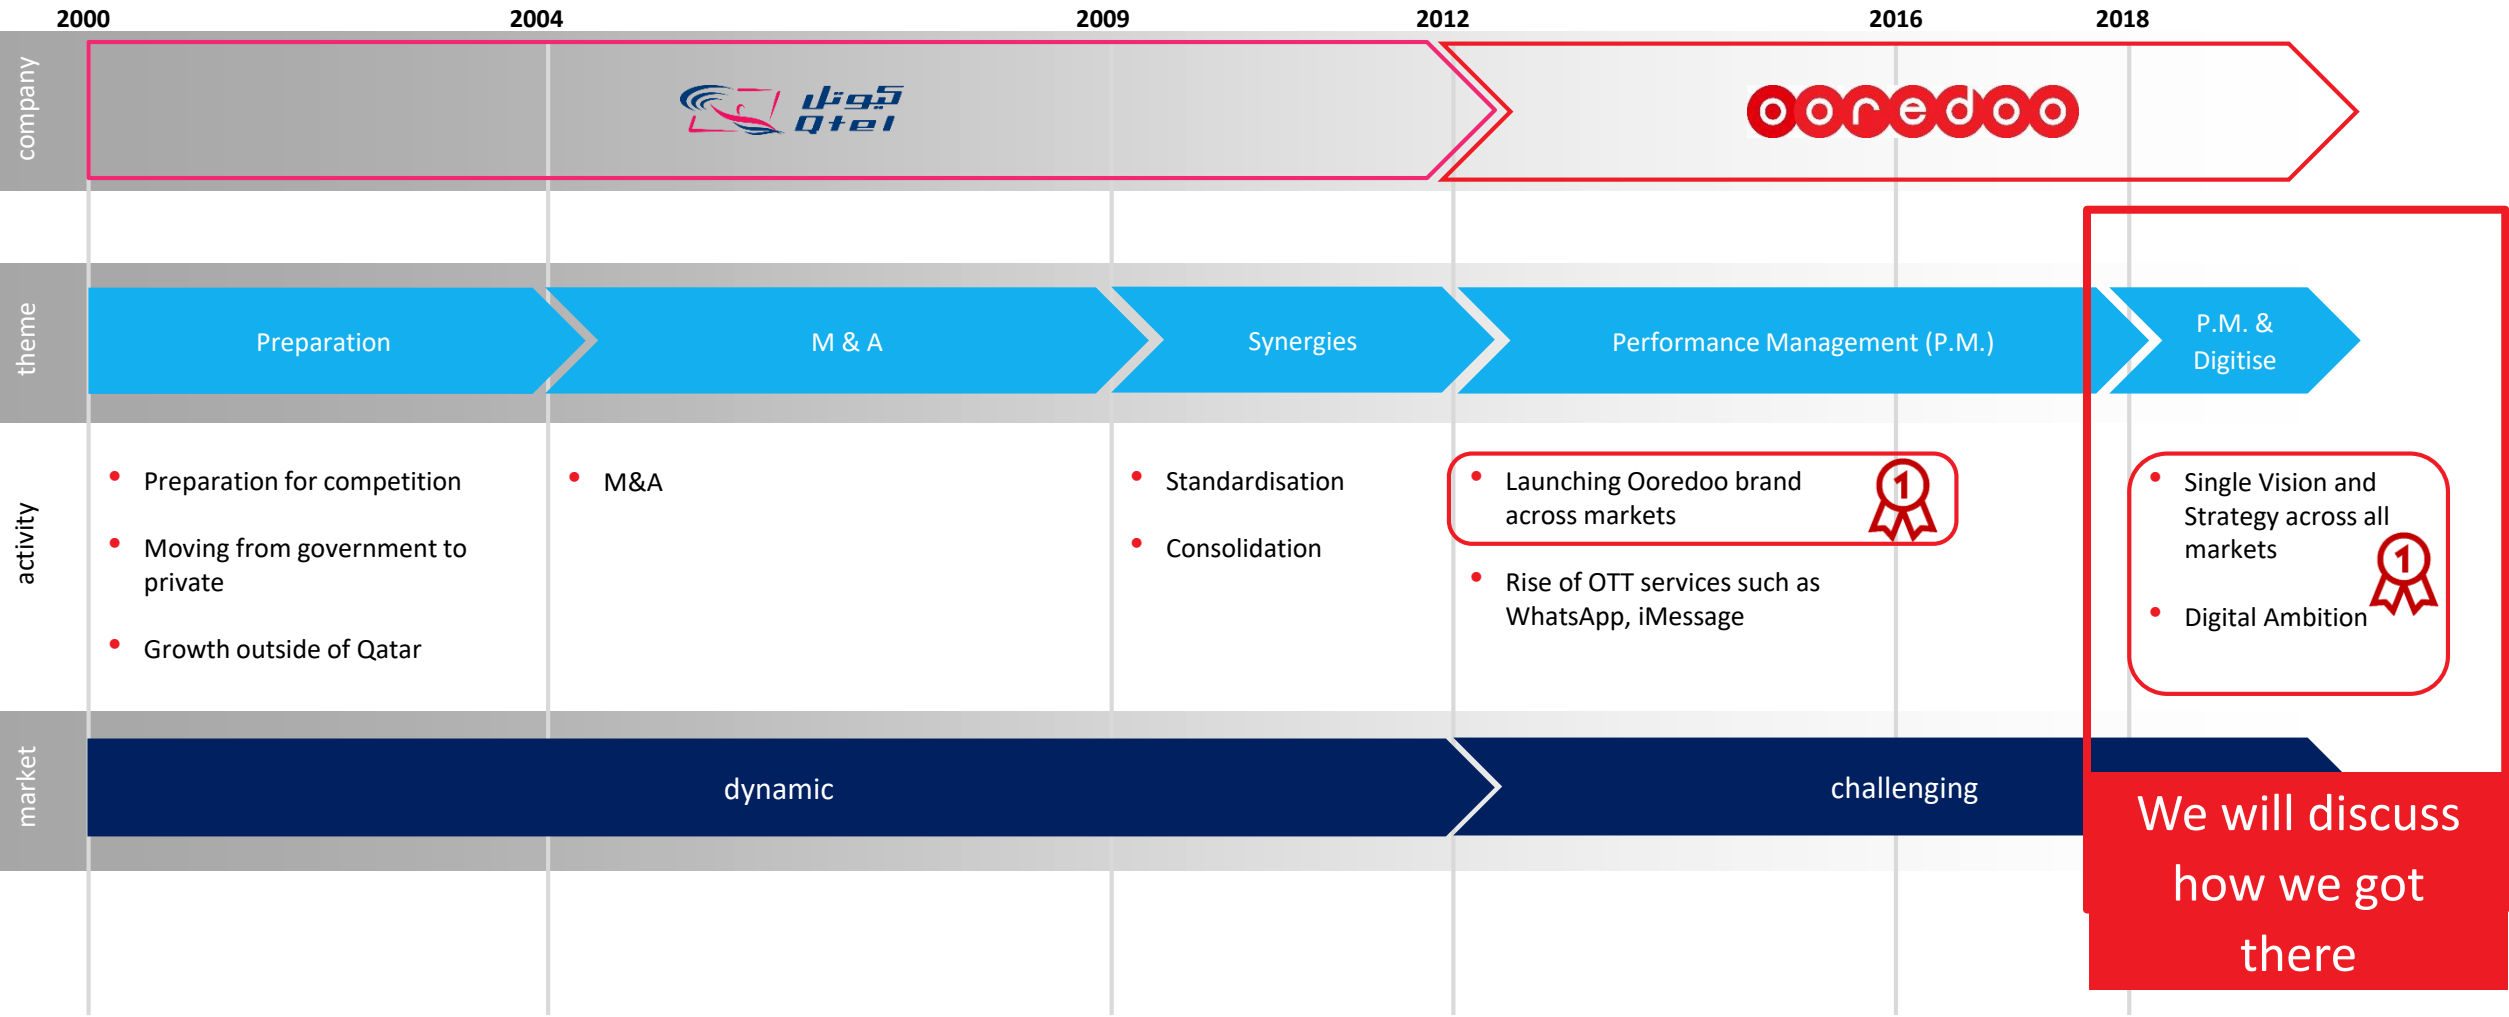 2000 2004 2009 2012 2016 2018
company
كيوتل
Qtel
ooredoo
theme
Preparation
M & A
Synergies
Performance Management (P.M.)
P.M. &
Digitise
activity
• Preparation for competition
• Moving from government to
private
• Growth outside of Qatar
• M&A
• Standardisation
• Consolidation
• Launching Ooredoo brand
across markets
1
• Rise of OTT services such as
WhatsApp, iMessage
• Single Vision and
Strategy across all
markets
1
• Digital Ambition
market
dynamic
challenging
We will discuss
how we got
there